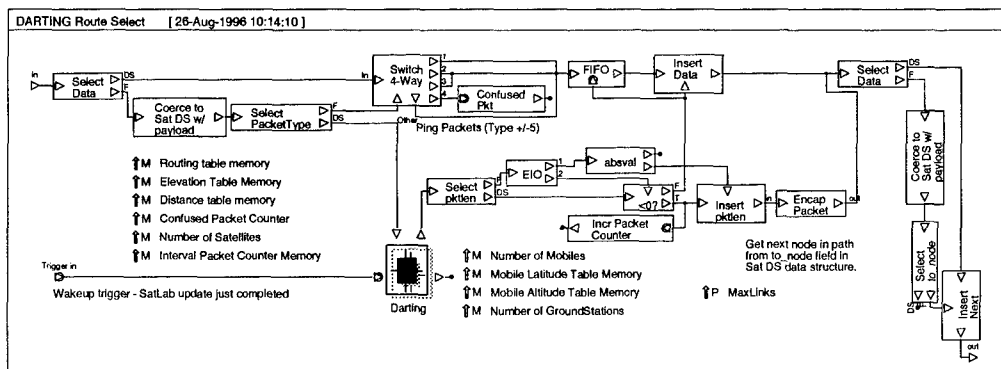 DARTING Route Select [ 26-Aug-1996 10:14:10 ]
in
Select Data
DS
F
Coerce to Sat DS w/ payload
Select PacketType
F
DS
In
Switch 4-Way
1
2
3
4
Other
Confused Pkt
Ping Packets (Type +/-5)
FIFO
Insert Data
Select Data
DS
F
Coerce to Sat DS w/ payload
Select to_node
DS
F
Insert Next
out
M Routing table memory
M Elevation Table Memory
M Distance table memory
M Confused Packet Counter
M Number of Satellites
M Interval Packet Counter Memory
Select pktlen
F
DS
EIO
1
2
absval
<0?
F
T
Insert pktlen
in
Encap Packet
out
Incr Packet Counter
Get next node in path
from to_node field in
Sat DS data structure.
Trigger in
Wakeup trigger - SatLab update just completed
Darting
M Number of Mobiles
M Mobile Latitude Table Memory
M Mobile Altitude Table Memory
M Number of GroundStations
P MaxLinks